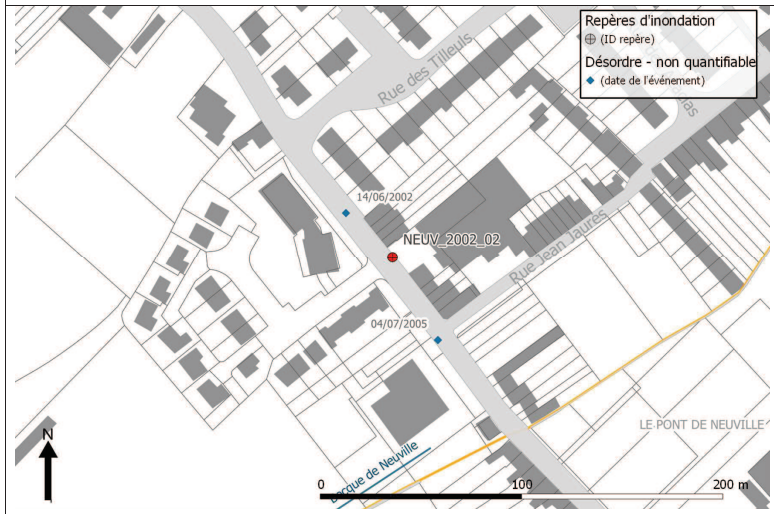 Repères d'inondation
(ID repère)
Désordre - non quantifiable
(date de l'événement)
Rue des Tilleuls
14/06/2002
NEUV_2002_02
Rue Jean Jaurès
04/07/2005
LE PONT DE NEUVILLE
Becque de Neuville
N
0 100 200 m